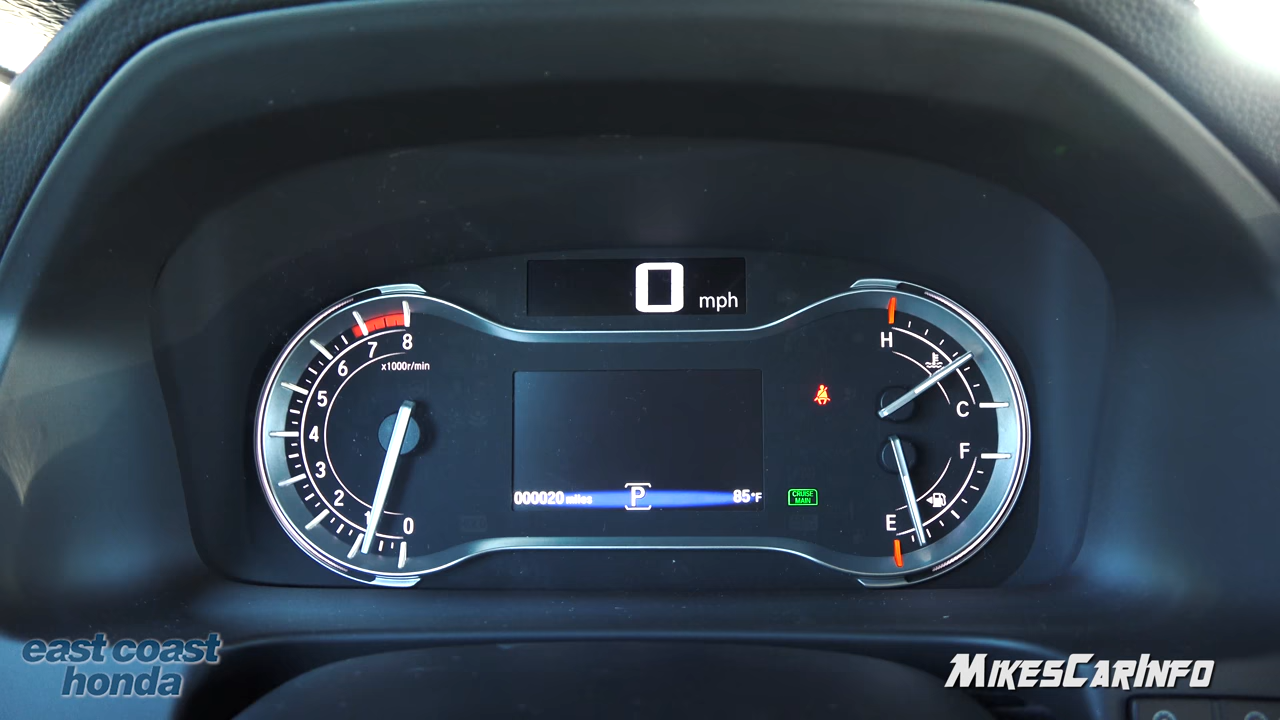 0 mph
8
7
6
5
4
3
2
1
0
x1000r/min
H
C
F
E
000020 miles P 85°F
CRUISE
MAIN
east coast
honda
MIKESCARINFO